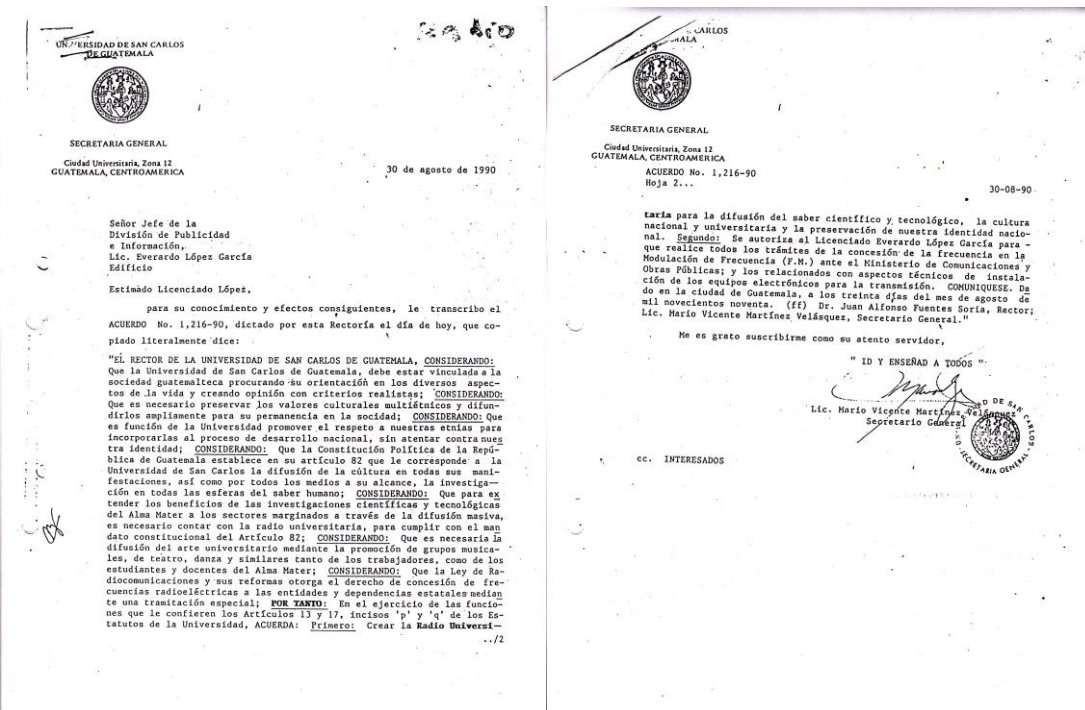 UNIVERSIDAD DE SAN CARLOS
DE GUATEMALA
SECRETARIA GENERAL
Ciudad Universitaria, Zona 12
GUATEMALA, CENTROAMERICA
30 de agosto de 1990
Señor Jefe de la
División de Publicidad
e Información,
Lic. Everardo López García
Edificio
Estimado Licenciado López,
para su conocimiento y efectos consiguientes, le transcribo el
ACUERDO No. 1,216-90, dictado por esta Rectoría el día de hoy, que co-
piado literalmente dice:
"EL RECTOR DE LA UNIVERSIDAD DE SAN CARLOS DE GUATEMALA, CONSIDERANDO:
Que la Universidad de San Carlos de Guatemala, debe estar vinculada a la
sociedad guatemalteca procurando su orientación en los diversos aspec-
tos de la vida y creando opinión con criterios realistas; CONSIDERANDO:
Que es necesario preservar los valores culturales multiétnicos y difun-
dirlos ampliamente para su permanencia en la socidad; CONSIDERANDO: Que
es función de la Universidad promover el respeto a nuestras etnias para
incorporarlas al proceso de desarrollo nacional, sin atentar contra nues
tra identidad; CONSIDERANDO: Que la Constitución Política de la Repú-
blica de Guatemala establece en su artículo 82 que le corresponde a la
Universidad de San Carlos la difusión de la cúltura en todas sus mani-
festaciones, así como por todos los medios a su alcance, la investiga-
ción en todas las esferas del saber humano; CONSIDERANDO: Que para ex
tender los beneficios de las investigaciones científicas y tecnológicas
del Alma Mater a los sectores marginados a través de la difusión masiva,
es necesario contar con la radio universitaria, para cumplir con el man
dato constitucional del Artículo 82; CONSIDERANDO: Que es necesaria la
difusión del arte universitario mediante la promoción de grupos musica-
les, de teatro, danza y similares tanto de los trabajadores, como de los
estudiantes y docentes del Alma Mater; CONSIDERANDO: Que la Ley de Ra-
diocomunicaciones y sus reformas otorga el derecho de concesión de fre-
cuencias radioeléctricas a las entidades y dependencias estatales median
te una tramitación especial; POR TANTO: En el ejercicio de las funcio-
nes que le confieren los Artículos 13 y 17, incisos 'p' y 'q' de los Es-
tatutos de la Universidad, ACUERDA: Primero: Crear la Radio Universi-
../2
CARLOS
ALA
SECRETARIA GENERAL
Ciudad Universitaria, Zona 12
GUATEMALA, CENTROAMERICA
ACUERDO No. 1,216-90
Hoja 2...
30-08-90
taria para la difusión del saber científico y tecnológico, la cultura
nacional y universitaria y la preservación de nuestra identidad nacio-
nal. Segundo: Se autoriza al Licenciado Everardo López García para -
que realice todos los trámites de la concesión de la frecuencia en la
Modulación de Frecuencia (F.M.) ante el Ministerio de Comunicaciones y
Obras Públicas; y los relacionados con aspectos técnicos de instala-
ción de los equipos electrónicos para la transmisión. COMUNIQUESE. Da
do en la ciudad de Guatemala, a los treinta días del mes de agosto de
mil novecientos noventa. (ff) Dr. Juan Alfonso Fuentes Soria, Rector;
Lic. Mario Vicente Martínez Velásquez, Secretario General."
Me es grato suscribirme como su atento servidor,
" ID Y ENSEÑAD A TODOS "
Lic. Mario Vicente Martínez Velásquez
Secretario General
cc. INTERESADOS